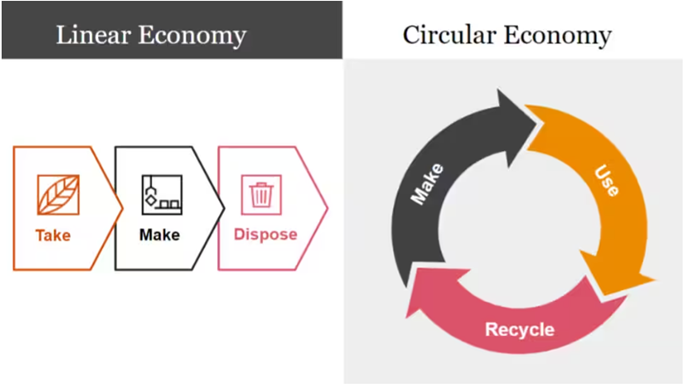 Linear Economy
Circular Economy
Take
Make
Dispose
Make
Use
Recycle